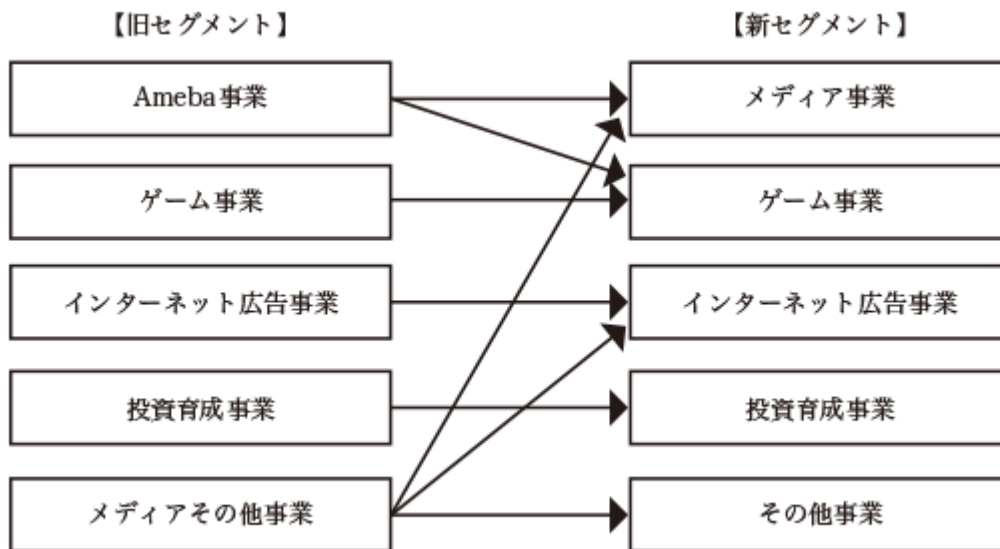 【旧セグメント】 【新セグメント】
Ameba事業 メディア事業
ゲーム事業 ゲーム事業
インターネット広告事業 インターネット広告事業
投資育成事業 投資育成事業
メディアその他事業 その他事業